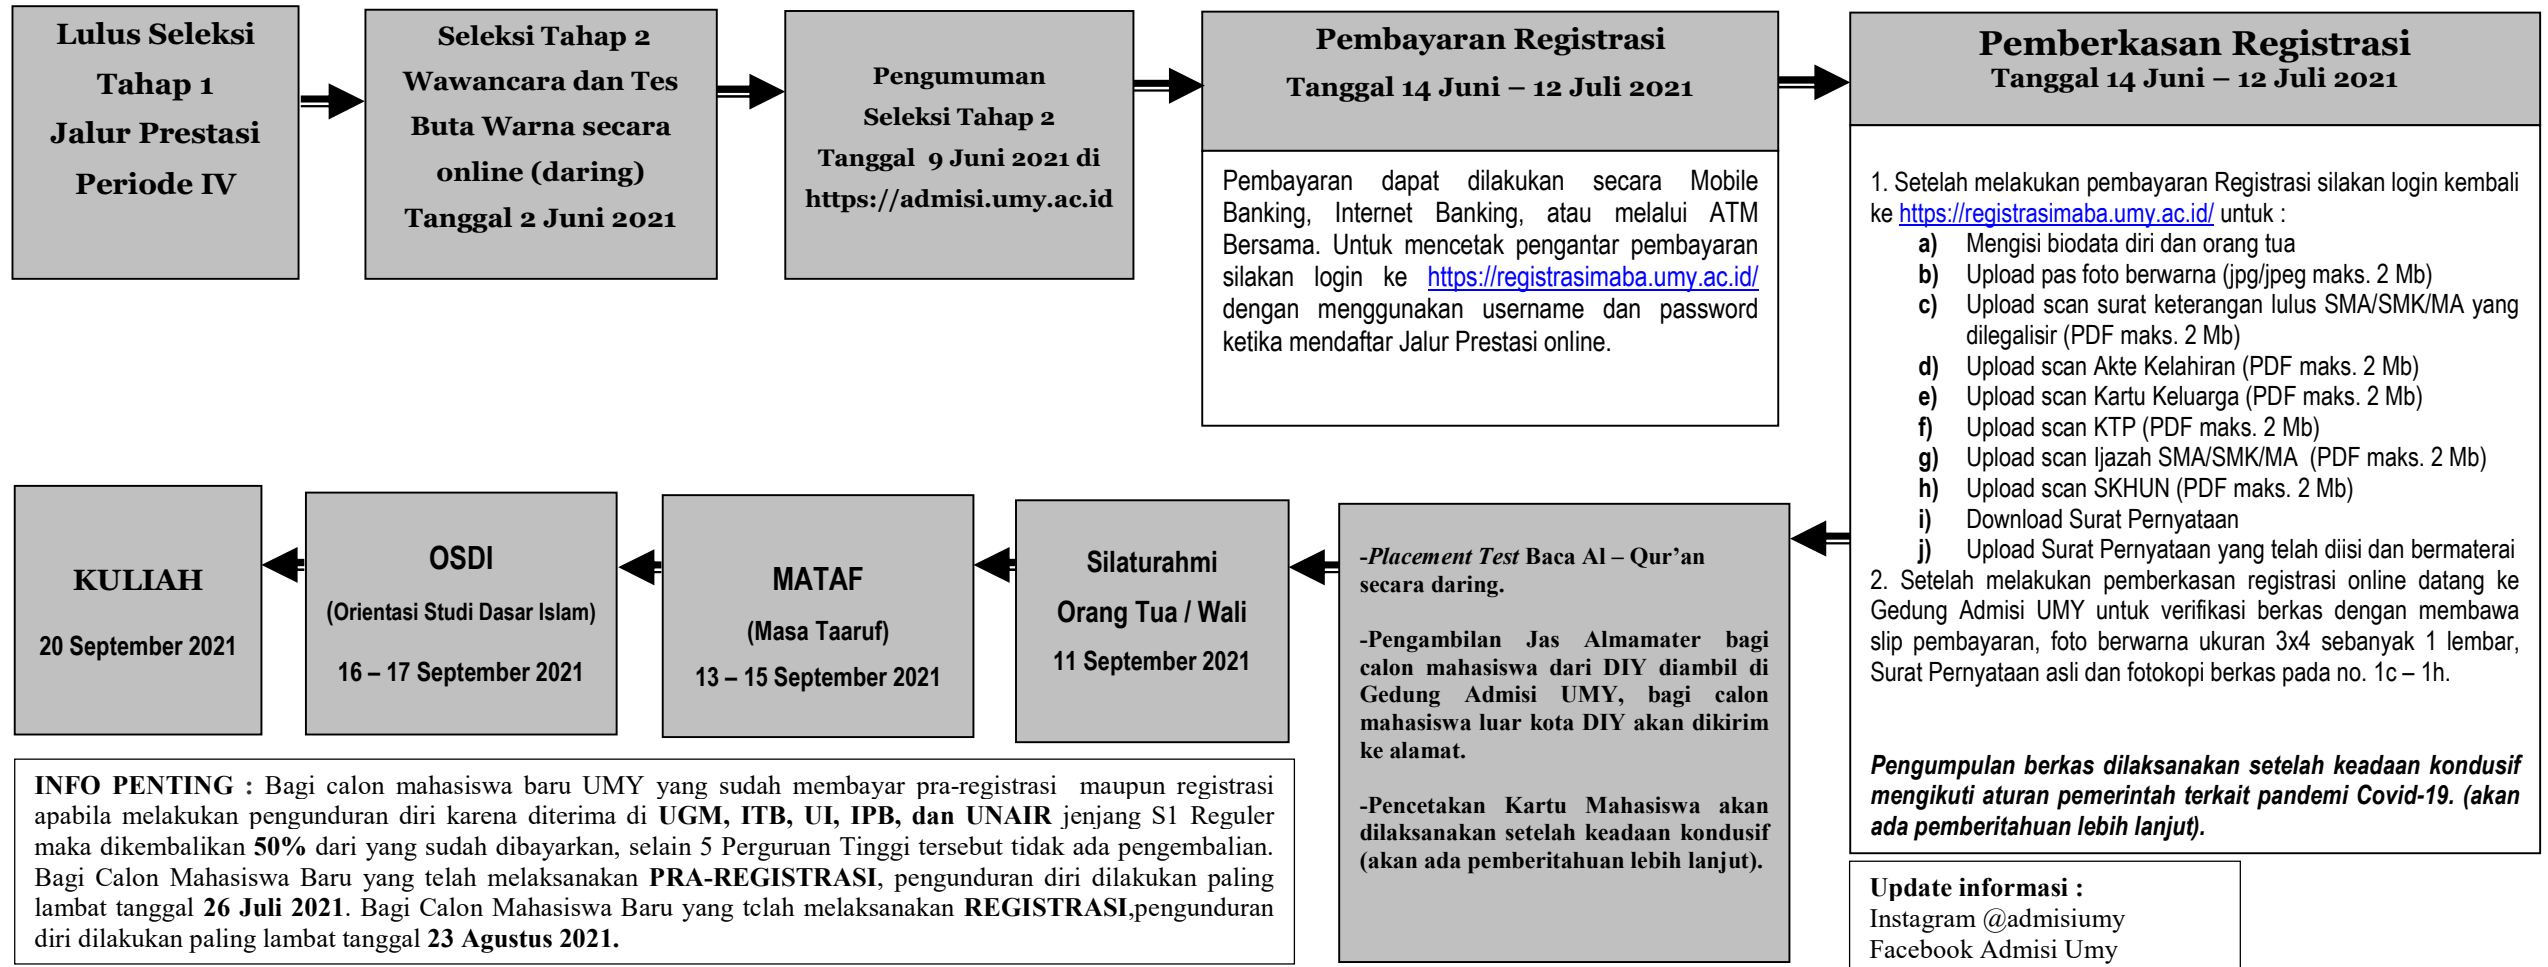 Lulus Seleksi
Tahap 1
Jalur Prestasi
Periode IV
Seleksi Tahap 2
Wawancara dan Tes
Buta Warna secara
online (daring)
Tanggal 2 Juni 2021
Pengumuman
Seleksi Tahap 2
Tanggal 9 Juni 2021 di
https://admisi.umy.ac.id
Pembayaran Registrasi
Tanggal 14 Juni – 12 Juli 2021
Pembayaran dapat dilakukan secara Mobile
Banking, Internet Banking, atau melalui ATM
Bersama. Untuk mencetak pengantar pembayaran
silakan login ke https://registrasimaba.umy.ac.id/
dengan menggunakan username dan password
ketika mendaftar Jalur Prestasi online.
Pemberkasan Registrasi
Tanggal 14 Juni – 12 Juli 2021
1. Setelah melakukan pembayaran Registrasi silakan login kembali
ke https://registrasimaba.umy.ac.id/ untuk :
a) Mengisi biodata diri dan orang tua
b) Upload pas foto berwarna (jpg/jpeg maks. 2 Mb)
c) Upload scan surat keterangan lulus SMA/SMK/MA yang
dilegalisir (PDF maks. 2 Mb)
d) Upload scan Akte Kelahiran (PDF maks. 2 Mb)
e) Upload scan Kartu Keluarga (PDF maks. 2 Mb)
f) Upload scan KTP (PDF maks. 2 Mb)
g) Upload scan Ijazah SMA/SMK/MA (PDF maks. 2 Mb)
h) Upload scan SKHUN (PDF maks. 2 Mb)
i) Download Surat Pernyataan
j) Upload Surat Pernyataan yang telah diisi dan bermaterai
2. Setelah melakukan pemberkasan registrasi online datang ke
Gedung Admisi UMY untuk verifikasi berkas dengan membawa
slip pembayaran, foto berwarna ukuran 3x4 sebanyak 1 lembar,
Surat Pernyataan asli dan fotokopi berkas pada no. 1c – 1h.
Pengumpulan berkas dilaksanakan setelah keadaan kondusif
mengikuti aturan pemerintah terkait pandemi Covid-19. (akan
ada pemberitahuan lebih lanjut).
-Placement Test Baca Al – Qur’an
secara daring.
-Pengambilan Jas Almamater bagi
calon mahasiswa dari DIY diambil di
Gedung Admisi UMY, bagi calon
mahasiswa luar kota DIY akan dikirim
ke alamat.
-Pencetakan Kartu Mahasiswa akan
dilaksanakan setelah keadaan kondusif
(akan ada pemberitahuan lebih lanjut).
Silaturahmi
Orang Tua / Wali
11 September 2021
MATAF
(Masa Taaruf)
13 – 15 September 2021
OSDI
(Orientasi Studi Dasar Islam)
16 – 17 September 2021
KULIAH
20 September 2021
INFO PENTING : Bagi calon mahasiswa baru UMY yang sudah membayar pra-registrasi maupun registrasi
apabila melakukan pengunduran diri karena diterima di UGM, ITB, UI, IPB, dan UNAIR jenjang S1 Reguler
maka dikembalikan 50% dari yang sudah dibayarkan, selain 5 Perguruan Tinggi tersebut tidak ada pengembalian.
Bagi Calon Mahasiswa Baru yang telah melaksanakan PRA-REGISTRASI, pengunduran diri dilakukan paling
lambat tanggal 26 Juli 2021. Bagi Calon Mahasiswa Baru yang tclah melaksanakan REGISTRASI,pengunduran
diri dilakukan paling lambat tanggal 23 Agustus 2021.
Update informasi :
Instagram @admisiumy
Facebook Admisi Umy